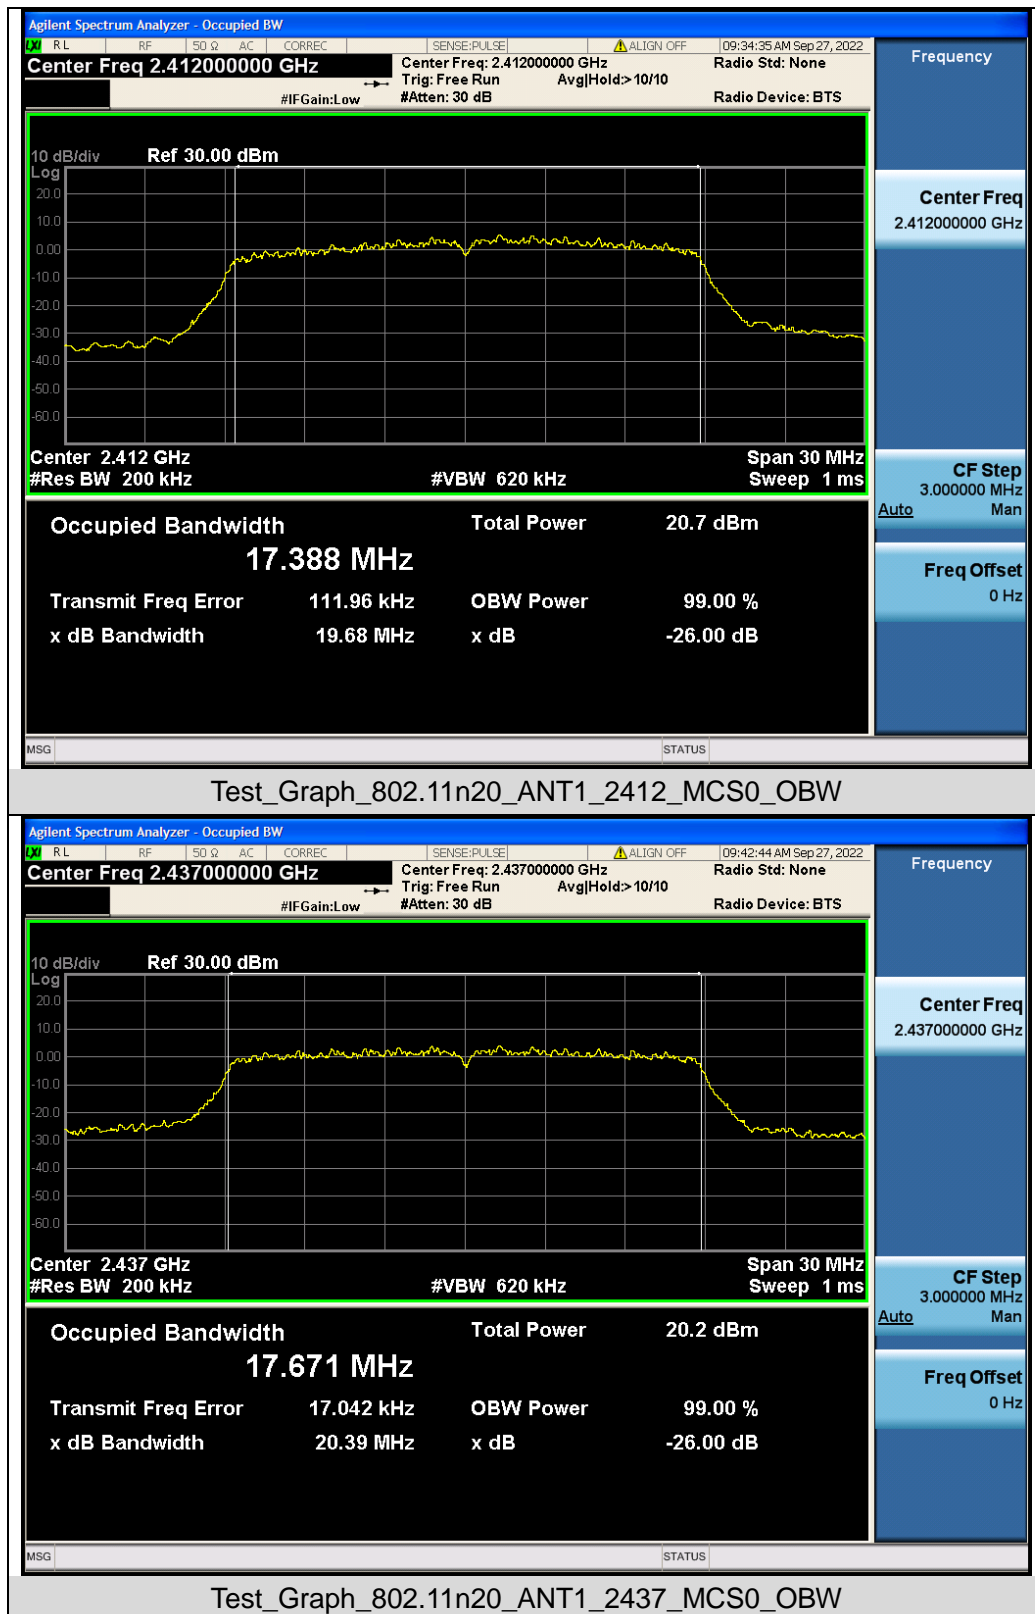 Agilent Spectrum Analyzer - Occupied BW
LXI RL RF 50 Ω AC CORREC SENSE:PULSE ALIGN OFF 09:34:35 AM Sep 27, 2022
Center Freq 2.412000000 GHz Center Freq: 2.412000000 GHz Radio Std: None
Trig: Free Run Avg|Hold:> 10/10
#IFGain:Low #Atten: 30 dB Radio Device: BTS
Frequency
10 dB/div Ref 30.00 dBm
Log
20.0
10.0
0.00
-10.0
-20.0
-30.0
-40.0
-50.0
-60.0
Center Freq
2.412000000 GHz
Center 2.412 GHz Span 30 MHz
#Res BW 200 kHz #VBW 620 kHz Sweep 1 ms
CF Step
3.000000 MHz
Auto Man
Occupied Bandwidth Total Power 20.7 dBm
17.388 MHz
Transmit Freq Error 111.96 kHz OBW Power 99.00 %
x dB Bandwidth 19.68 MHz x dB -26.00 dB
Freq Offset
0 Hz
MSG STATUS
Test_Graph_802.11n20_ANT1_2412_MCS0_OBW
Agilent Spectrum Analyzer - Occupied BW
LXI RL RF 50 Ω AC CORREC SENSE:PULSE ALIGN OFF 09:42:44 AM Sep 27, 2022
Center Freq 2.437000000 GHz Center Freq: 2.437000000 GHz Radio Std: None
Trig: Free Run Avg|Hold:> 10/10
#IFGain:Low #Atten: 30 dB Radio Device: BTS
Frequency
10 dB/div Ref 30.00 dBm
Log
20.0
10.0
0.00
-10.0
-20.0
-30.0
-40.0
-50.0
-60.0
Center Freq
2.437000000 GHz
Center 2.437 GHz Span 30 MHz
#Res BW 200 kHz #VBW 620 kHz Sweep 1 ms
CF Step
3.000000 MHz
Auto Man
Occupied Bandwidth Total Power 20.2 dBm
17.671 MHz
Transmit Freq Error 17.042 kHz OBW Power 99.00 %
x dB Bandwidth 20.39 MHz x dB -26.00 dB
Freq Offset
0 Hz
MSG STATUS
Test_Graph_802.11n20_ANT1_2437_MCS0_OBW